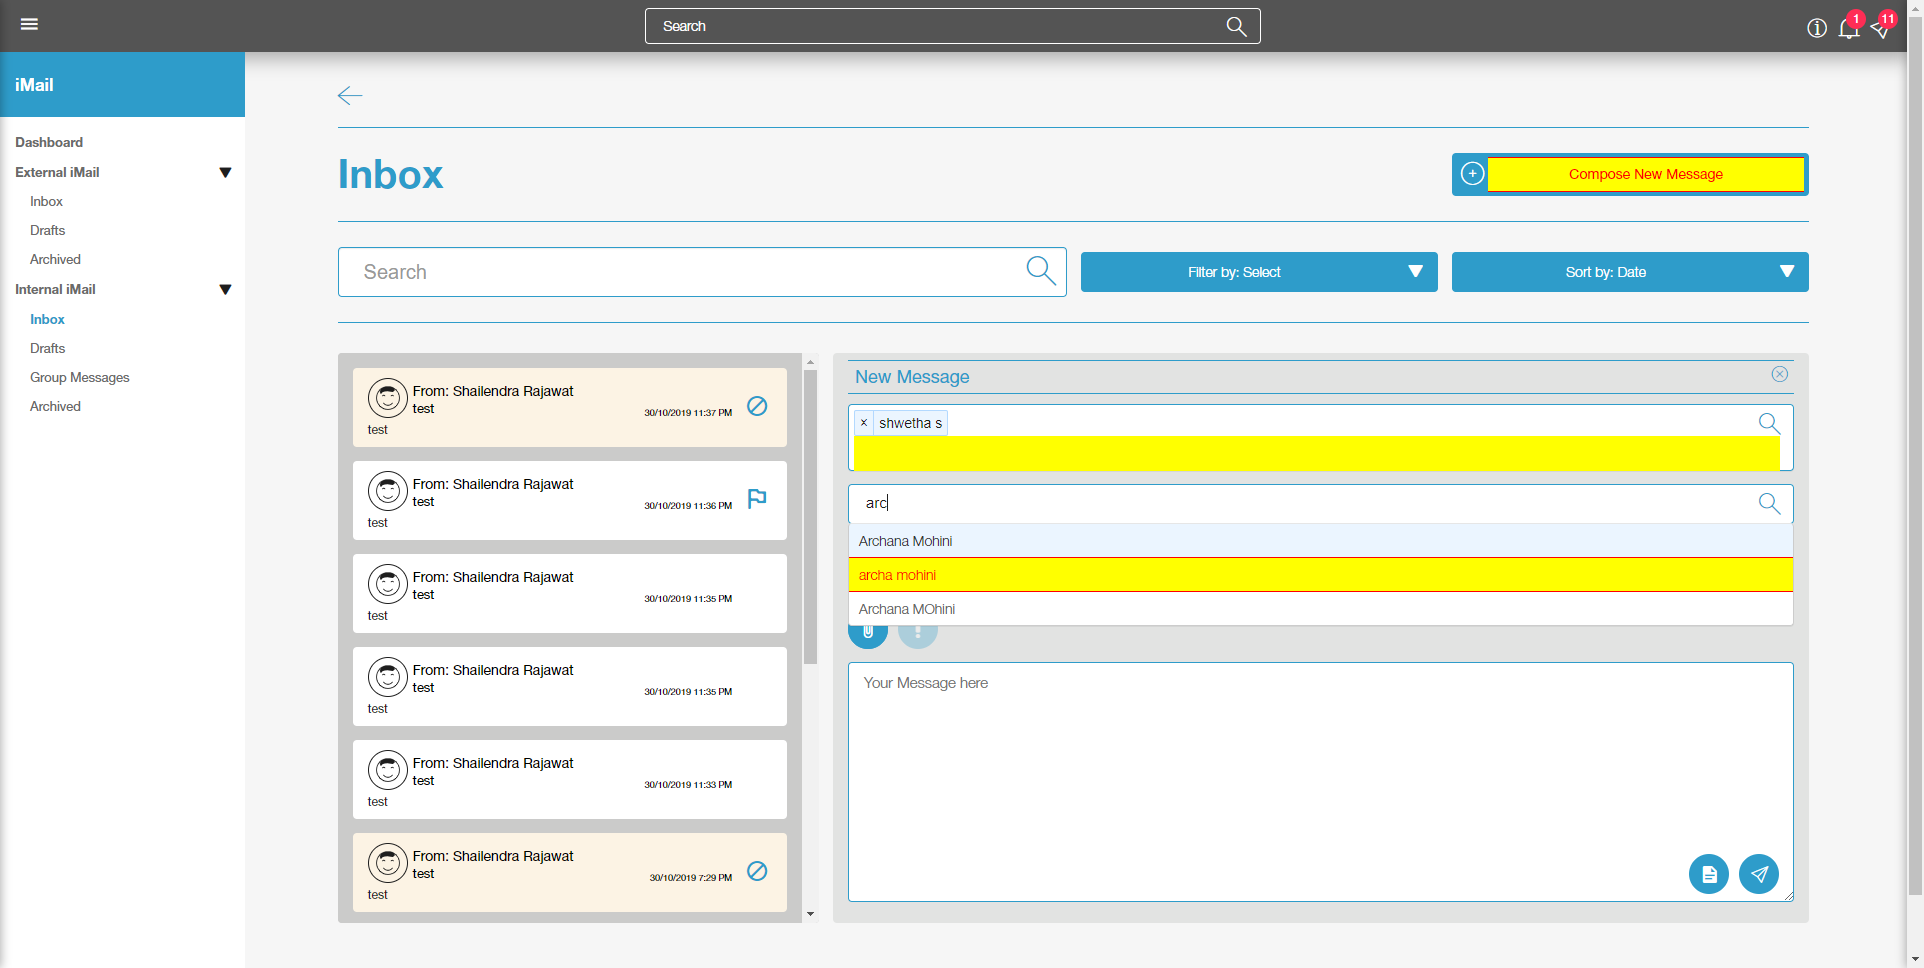 Search
1
11
iMail
Dashboard
External iMail
Inbox
Drafts
Archived
Internal iMail
Inbox
Drafts
Group Messages
Archived
Inbox
Compose New Message
Search
Filter by: Select
Sort by: Date
From: Shailendra Rajawat
test
30/10/2019 11:37 PM
test
From: Shailendra Rajawat
test
30/10/2019 11:36 PM
test
From: Shailendra Rajawat
test
30/10/2019 11:35 PM
test
From: Shailendra Rajawat
test
30/10/2019 11:35 PM
test
From: Shailendra Rajawat
test
30/10/2019 11:33 PM
test
From: Shailendra Rajawat
test
30/10/2019 7:29 PM
test
New Message
× shwetha s
arc
Archana Mohini
archa mohini
Archana MOhini
Your Message here